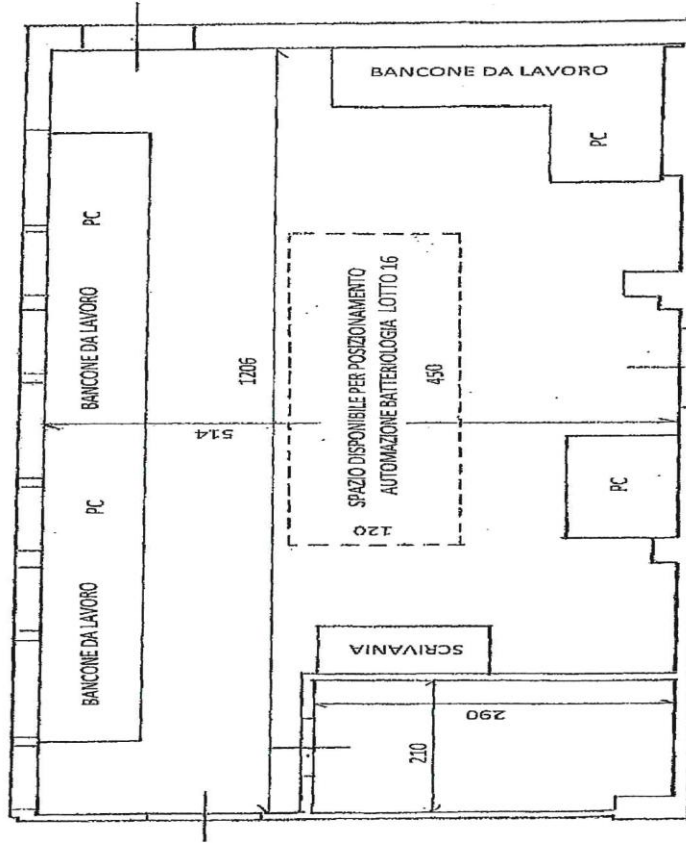 BANCONE DA LAVORO
PC
BANCONE DA LAVORO
PC
BANCONE DA LAVORO
PC
1206
514
SPAZIO DISPONIBILE PER POSIZIONAMENTO
AUTOMAZIONE BATTERIOLOGIA LOTTO 16
450
120
PC
SCRIVANIA
290
210